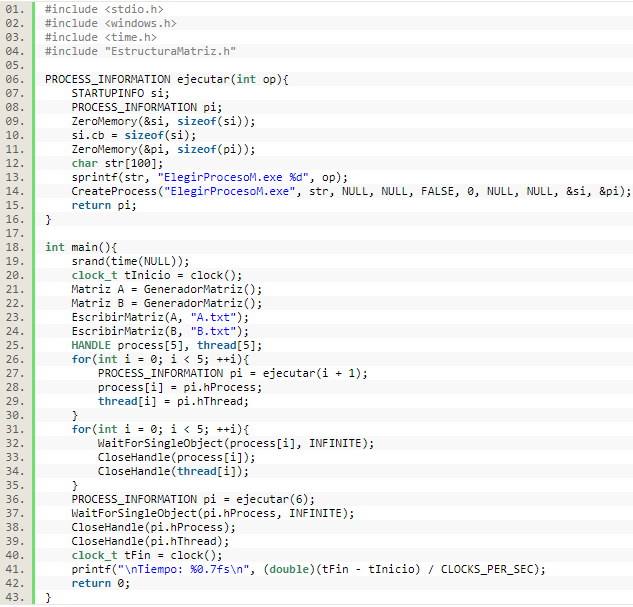 01. #include <stdio.h>
02. #include <windows.h>
03. #include <time.h>
04. #include "EstructuraMatriz.h"
05.
06. PROCESS_INFORMATION ejecutar(int op){
07.     STARTUPINFO si;
08.     PROCESS_INFORMATION pi;
09.     ZeroMemory(&si, sizeof(si));
10.     si.cb = sizeof(si);
11.     ZeroMemory(&pi, sizeof(pi));
12.     char str[100];
13.     sprintf(str, "ElegirProcesoM.exe %d", op);
14.     CreateProcess("ElegirProcesoM.exe", str, NULL, NULL, FALSE, 0, NULL, NULL, &si, &pi);
15.     return pi;
16. }
17.
18. int main(){
19.     srand(time(NULL));
20.     clock_t tInicio = clock();
21.     Matriz A = GeneradorMatriz();
22.     Matriz B = GeneradorMatriz();
23.     EscribirMatriz(A, "A.txt");
24.     EscribirMatriz(B, "B.txt");
25.     HANDLE process[5], thread[5];
26.     for(int i = 0; i < 5; ++i){
27.         PROCESS_INFORMATION pi = ejecutar(i + 1);
28.         process[i] = pi.hProcess;
29.         thread[i] = pi.hThread;
30.     }
31.     for(int i = 0; i < 5; ++i){
32.         WaitForSingleObject(process[i], INFINITE);
33.         CloseHandle(process[i]);
34.         CloseHandle(thread[i]);
35.     }
36.     PROCESS_INFORMATION pi = ejecutar(6);
37.     WaitForSingleObject(pi.hProcess, INFINITE);
38.     CloseHandle(pi.hProcess);
39.     CloseHandle(pi.hThread);
40.     clock_t tFin = clock();
41.     printf("\nTiempo: %0.7fs\n", (double)(tFin - tInicio) / CLOCKS_PER_SEC);
42.     return 0;
43. }